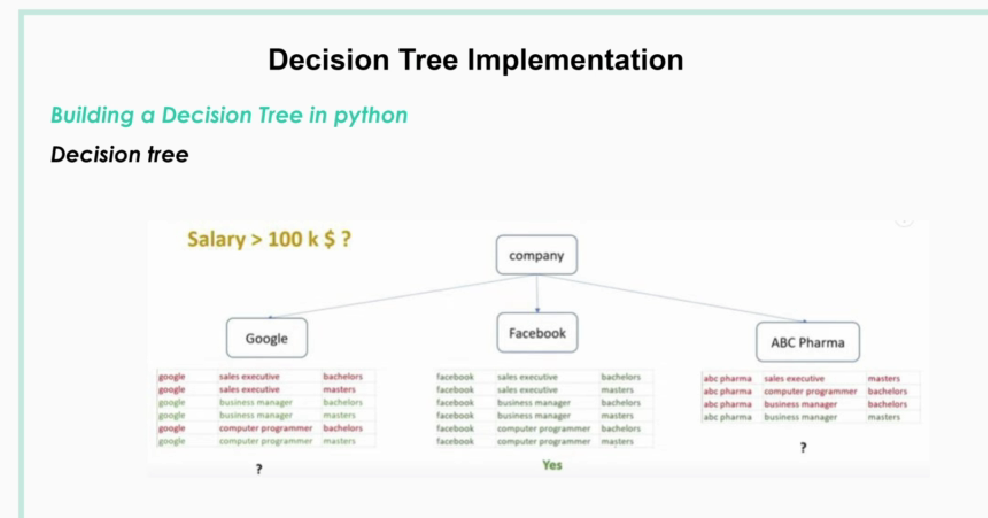 Decision Tree Implementation
Building a Decision Tree in python
Decision tree
Salary > 100 k $ ?
company
Google
Facebook
ABC Pharma
google sales executive bachelors
google sales executive masters
google business manager bachelors
google business manager masters
google computer programmer bachelors
google computer programmer masters
?
facebook sales executive bachelors
facebook sales executive masters
facebook business manager bachelors
facebook business manager masters
facebook computer programmer bachelors
facebook computer programmer masters
Yes
abc pharma sales executive masters
abc pharma computer programmer bachelors
abc pharma business manager bachelors
abc pharma business manager masters
?